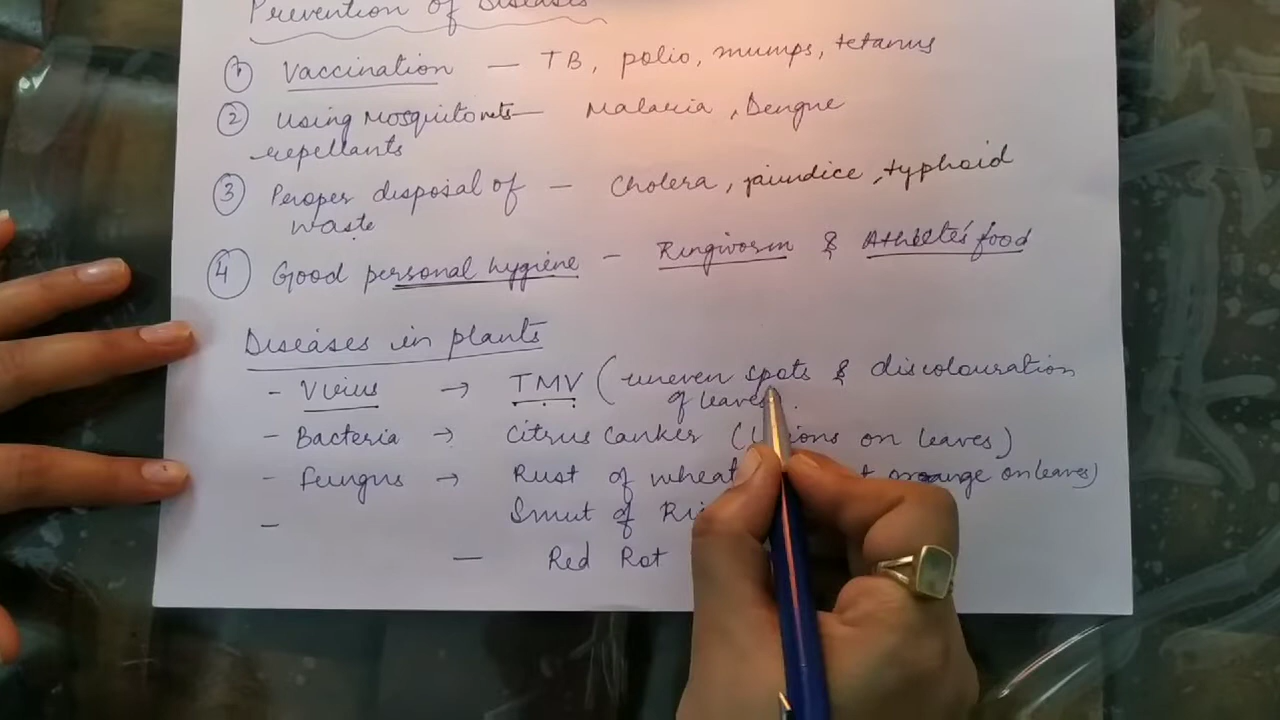 Prevention of Diseases
1 Vaccination — TB, polio, mumps, tetanus
2 Using Mosquito nets — Malaria, Dengue
repellants
3 Proper disposal of — Cholera, jaundice, typhoid
waste
4 Good personal hygiene — Ringworm & Athlete's food
Diseases in plants
- Virus → TMV (uneven spots & discolouration
of leaves
- Bacteria → Citrus Canker ( on leaves)
- Fungus → Rust of wheat orange on leaves)
- Smut of
— Red Rot